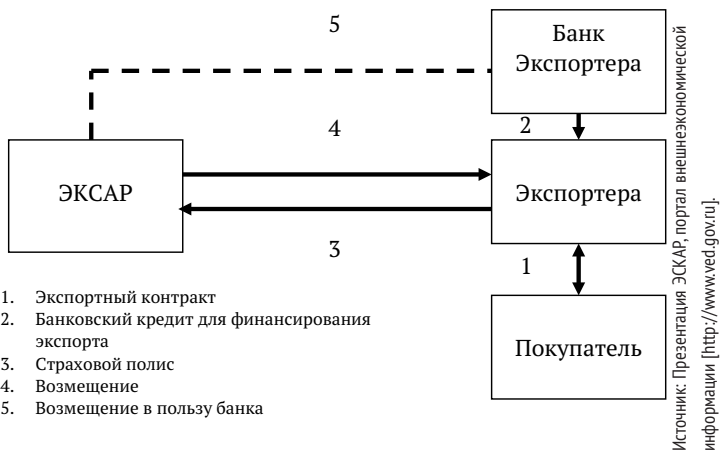 5
Банк
Экспортера
4
2
ЭКСАР
Экспортера
3
1
Покупатель
1. Экспортный контракт
2. Банковский кредит для финансирования
экспорта
3. Страховой полис
4. Возмещение
5. Возмещение в пользу банка
Источник: Презентация ЭСКАР, портал внешнеэкономической
информации [http://www.ved.gov.ru].